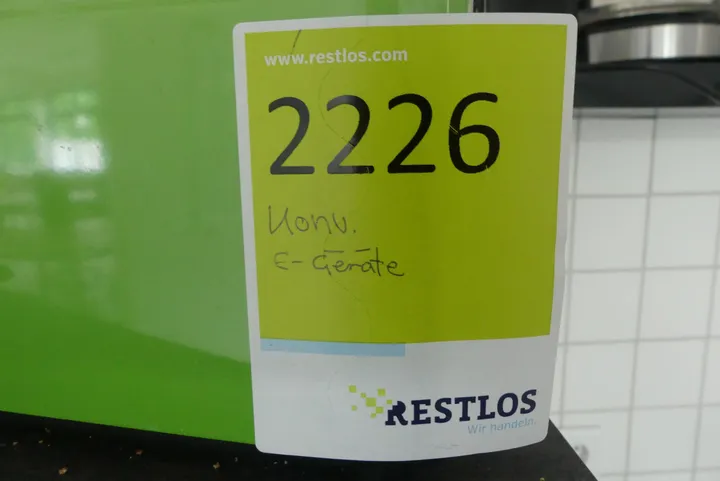 www.restlos.com
2226
Konv.
E-Geräte
RESTLOS
Wir handeln.